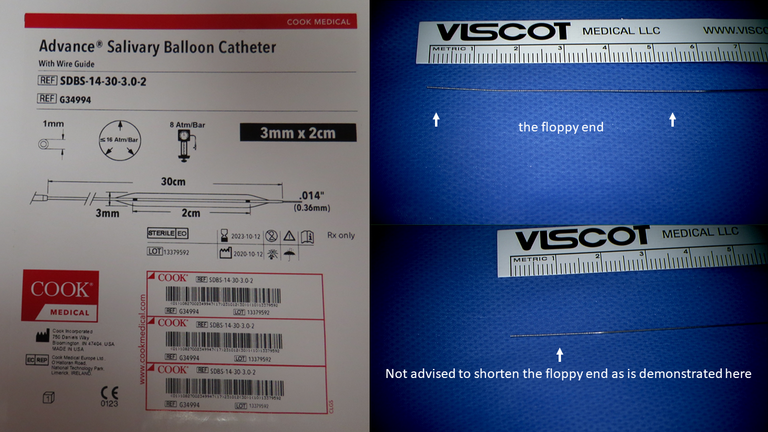 COOK MEDICAL
Advance® Salivary Balloon Catheter
With Wire Guide
REF SDBS-14-30-3.0-2
REF G34994
1mm
≤16 Atm/Bar
8 Atm/Bar
3mm x 2cm
30cm
.014"
(0.36mm)
3mm
2cm
STERILE EO
2023-10-12
Rx only
LOT 13379592
2020-10-12
COOK®
MEDICAL
Cook Incorporated
750 Daniels Way
Bloomington, IN 47404 USA
MADE IN USA
EC REP
Cook Medical Europe Ltd.
O'Halloran Road
National Technology Park
Limerick, IRELAND
CE
0123
www.cookmedical.com
COOK® REF SDBS-14-30-3.0-2
REF G34994 LOT 13379592
COOK® REF SDBS-14-30-3.0-2
REF G34994 LOT 13379592
COOK® REF SDBS-14-30-3.0-2
REF G34994 LOT 13379592
VISCOT MEDICAL LLC WWW.VISCO
METRIC 1 2 3 4 5 6 7
the floppy end
VISCOT MEDICAL LLC
METRIC 1 2 3 4 5
Not advised to shorten the floppy end as is demonstrated here